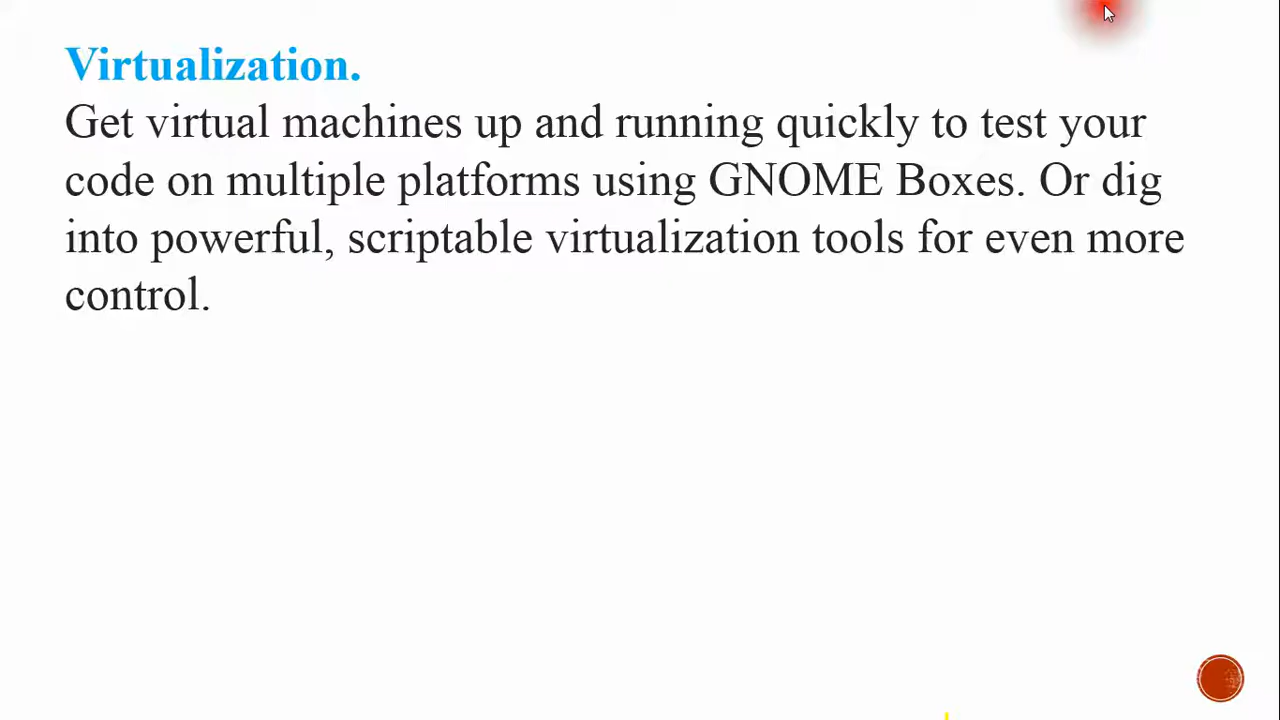 Virtualization.
Get virtual machines up and running quickly to test your
code on multiple platforms using GNOME Boxes. Or dig
into powerful, scriptable virtualization tools for even more
control.